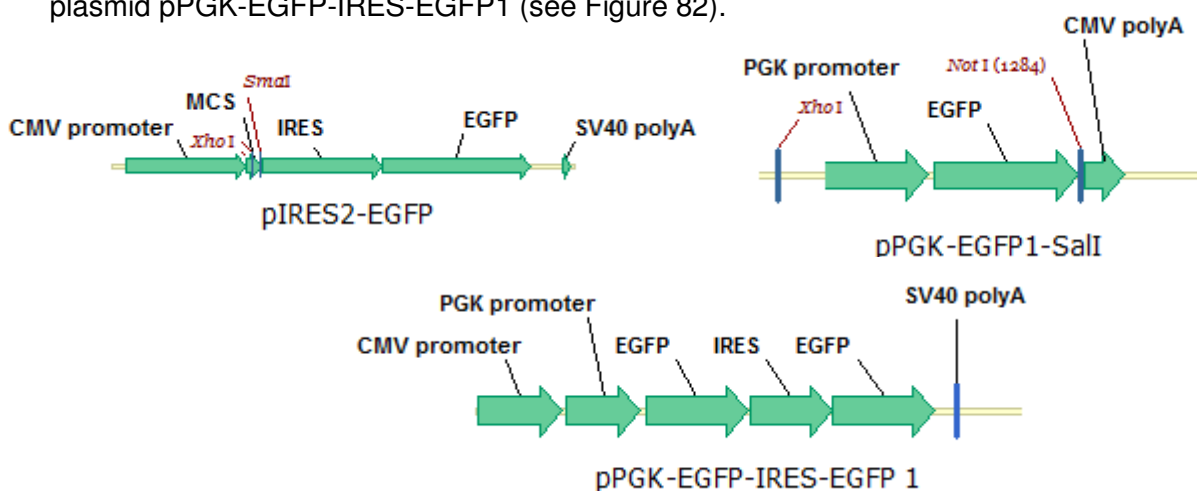 plasmid pPGK-EGFP-IRES-EGFP1 (see Figure 82).
CMV promoter
MCS
XhoI
SmaI
IRES
EGFP
SV40 polyA
pIRES2-EGFP
PGK promoter
XhoI
EGFP
NotI (1284)
CMV polyA
pPGK-EGFP1-SalI
CMV promoter
PGK promoter
EGFP
IRES
EGFP
SV40 polyA
pPGK-EGFP-IRES-EGFP 1